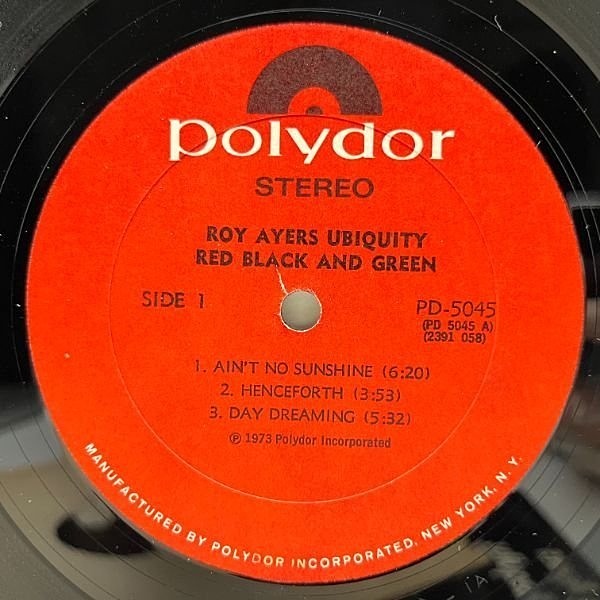 Polydor
STEREO
ROY AYERS UBIQUITY
RED BLACK AND GREEN
SIDE 1
PD-5045
(PD 5045 A)
(2391 058)
1. AIN'T NO SUNSHINE (6:20)
2. HENCEFORTH (3:53)
3. DAY DREAMING (5:32)
℗ 1973 Polydor Incorporated
MANUFACTURED BY POLYDOR INCORPORATED, NEW YORK, N.Y.